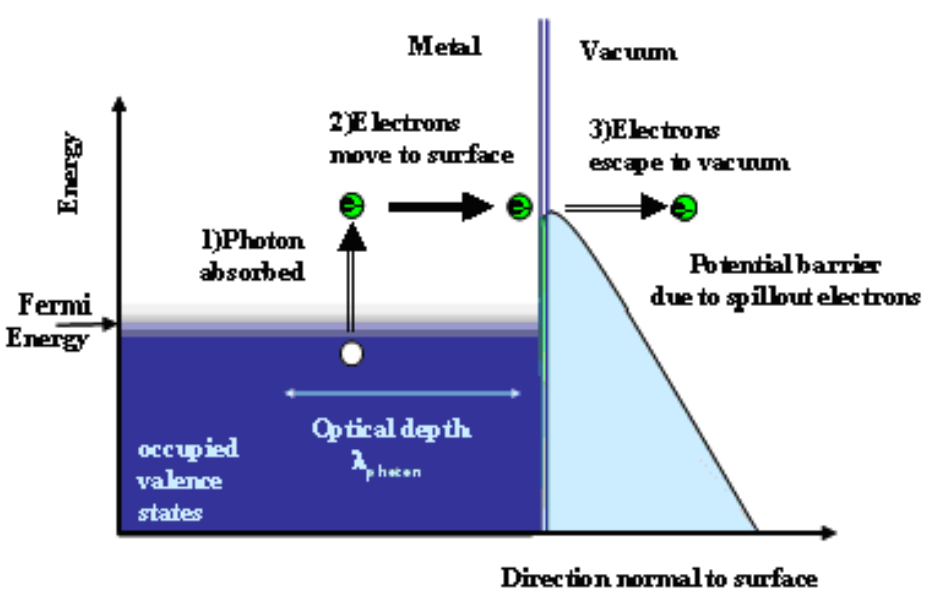 Metal
Vacuum
2)Electrons
move to surface
3)Electrons
escape to vacuum
Energy
1)Photon
absorbed
Potential barrier
due to spillout electrons
Fermi
Energy
Optical depth
λphoton
occupied
valence
states
Direction normal to surface